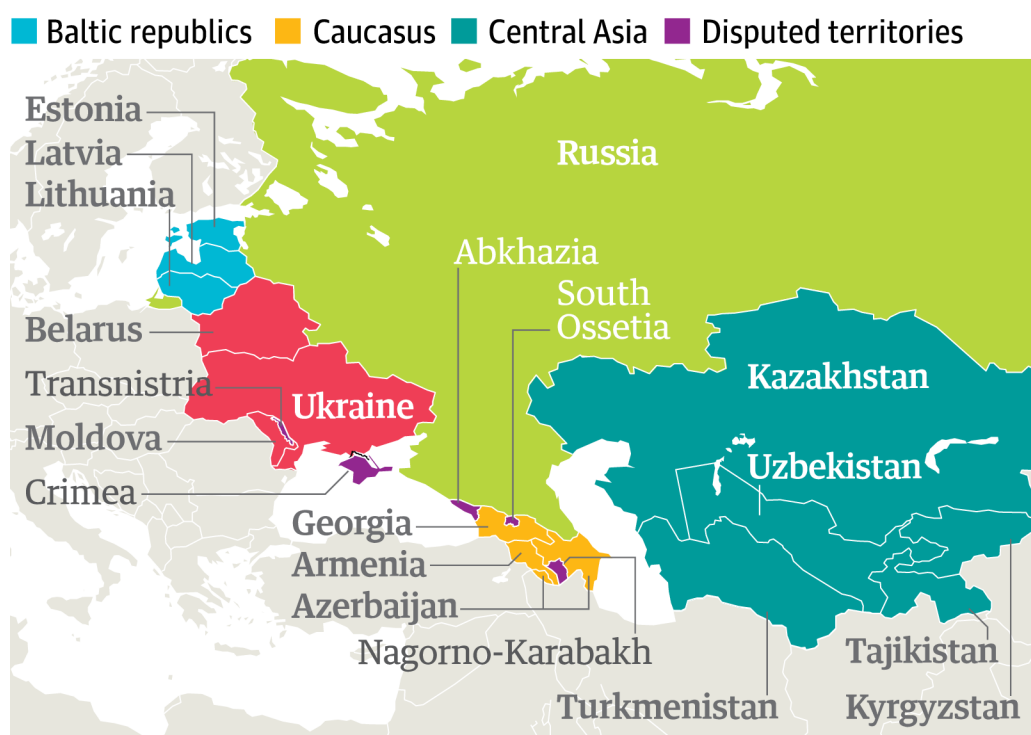 Baltic republics Caucasus Central Asia Disputed territories
Estonia
Latvia
Lithuania
Russia
Abkhazia
South
Ossetia
Belarus
Transnistria
Moldova
Crimea
Ukraine
Kazakhstan
Uzbekistan
Georgia
Armenia
Azerbaijan
Nagorno-Karabakh
Turkmenistan
Tajikistan
Kyrgyzstan